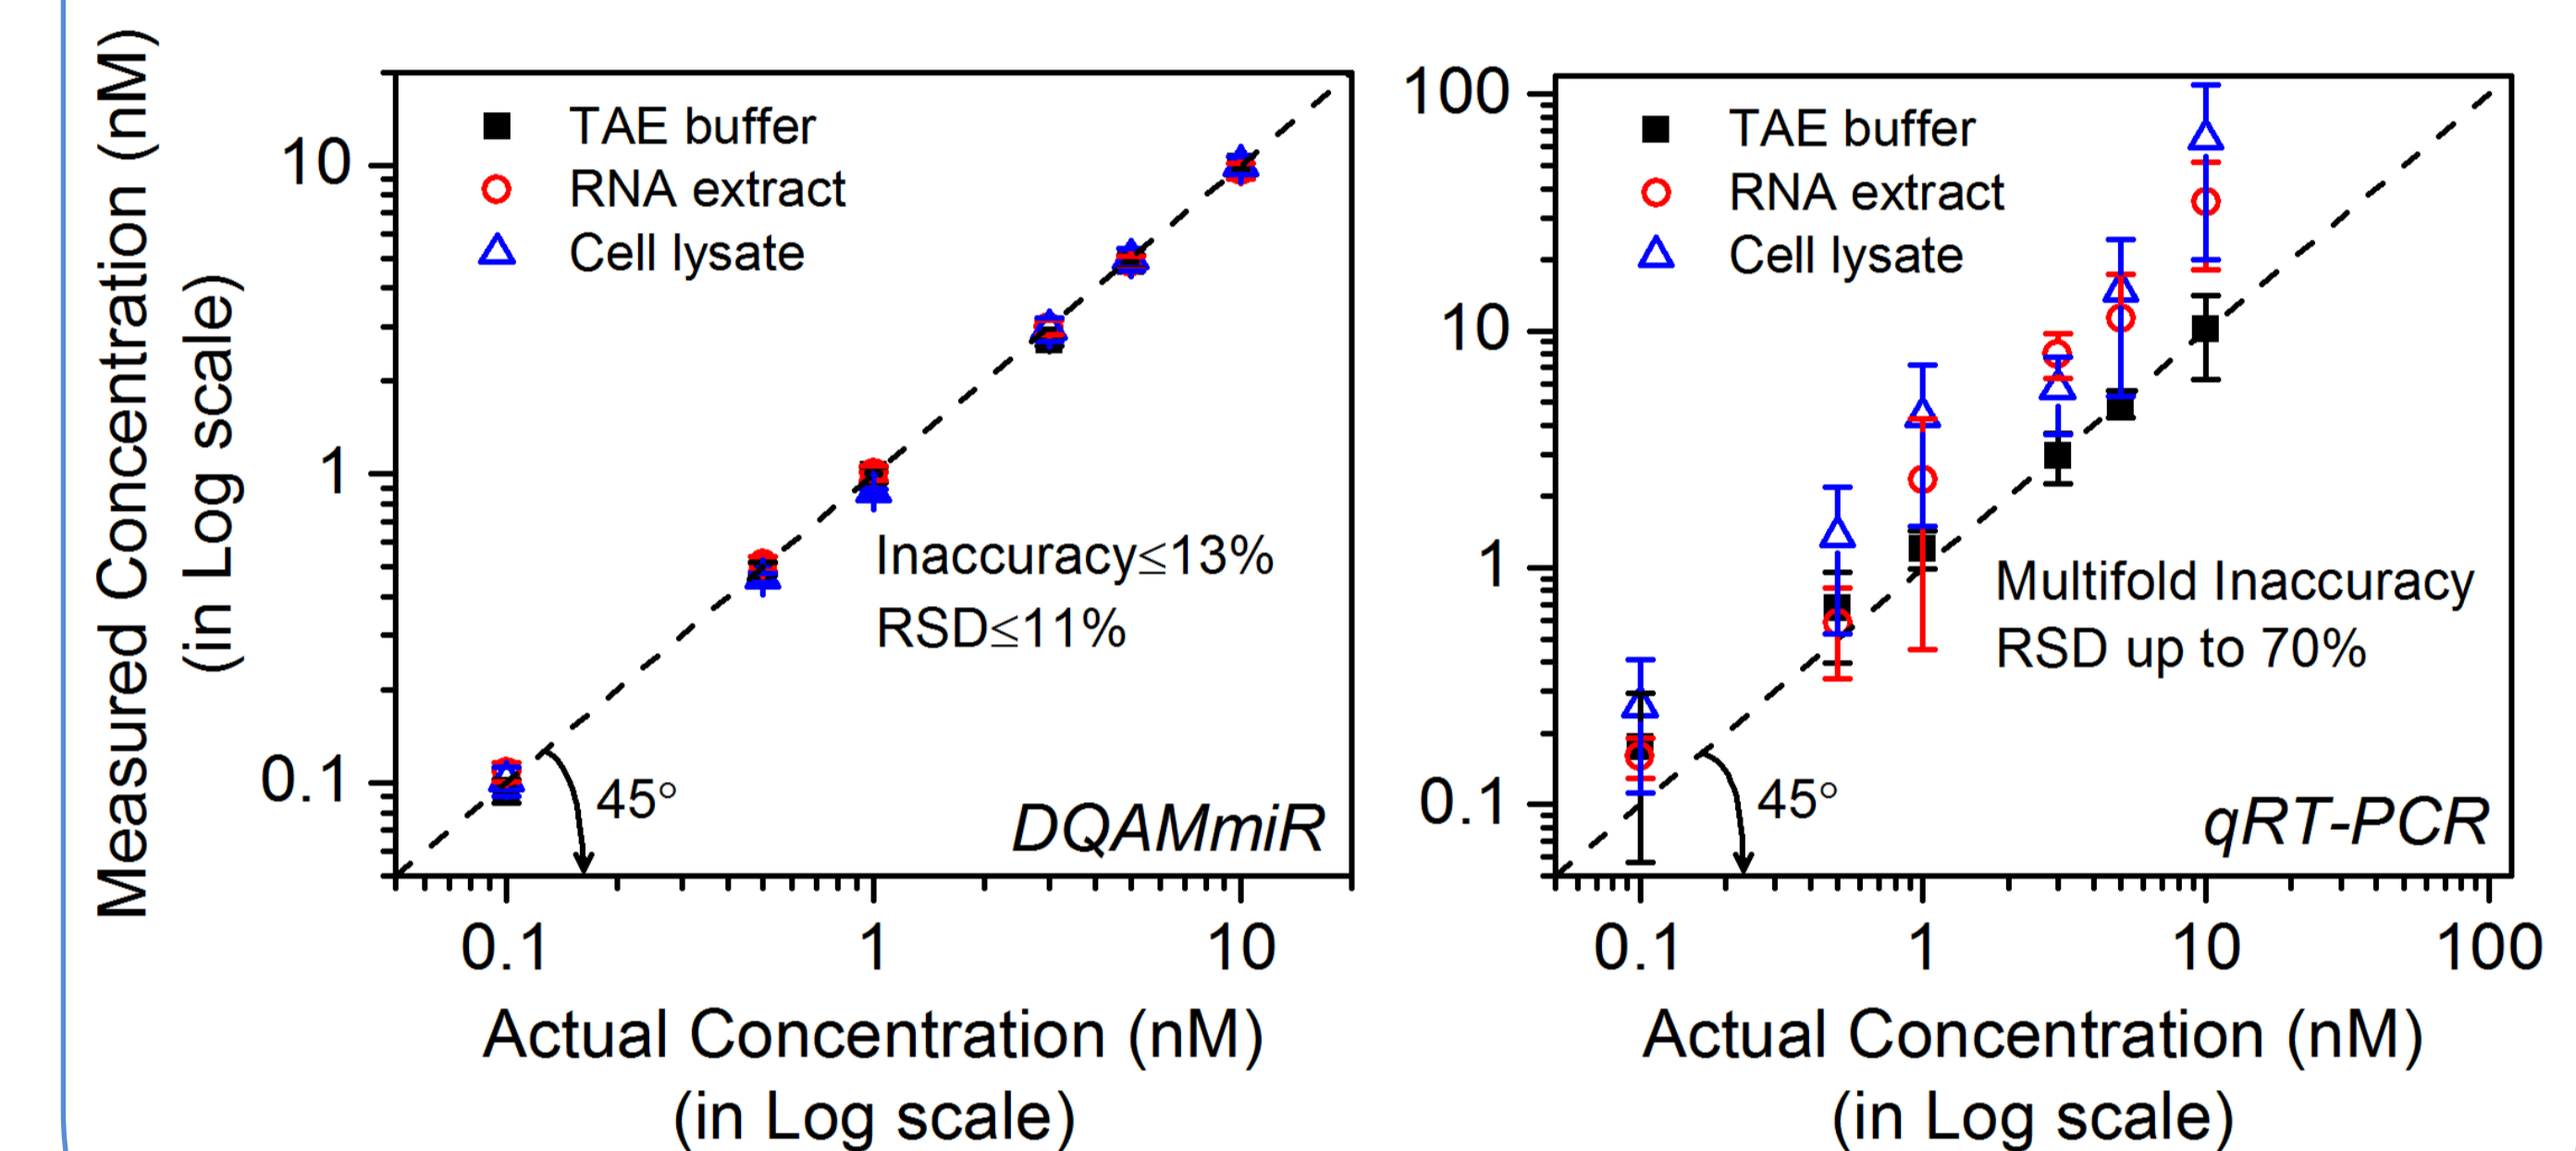 Measured Concentration (nM)
(in Log scale)
TAE buffer
RNA extract
Cell lysate
10
1
0.1
Inaccuracy≤13%
RSD≤11%
45°
DQAMmiR
0.1 1 10
Actual Concentration (nM)
(in Log scale)
TAE buffer
RNA extract
Cell lysate
100
10
1
0.1
Multifold Inaccuracy
RSD up to 70%
45°
qRT-PCR
0.1 1 10 100
Actual Concentration (nM)
(in Log scale)